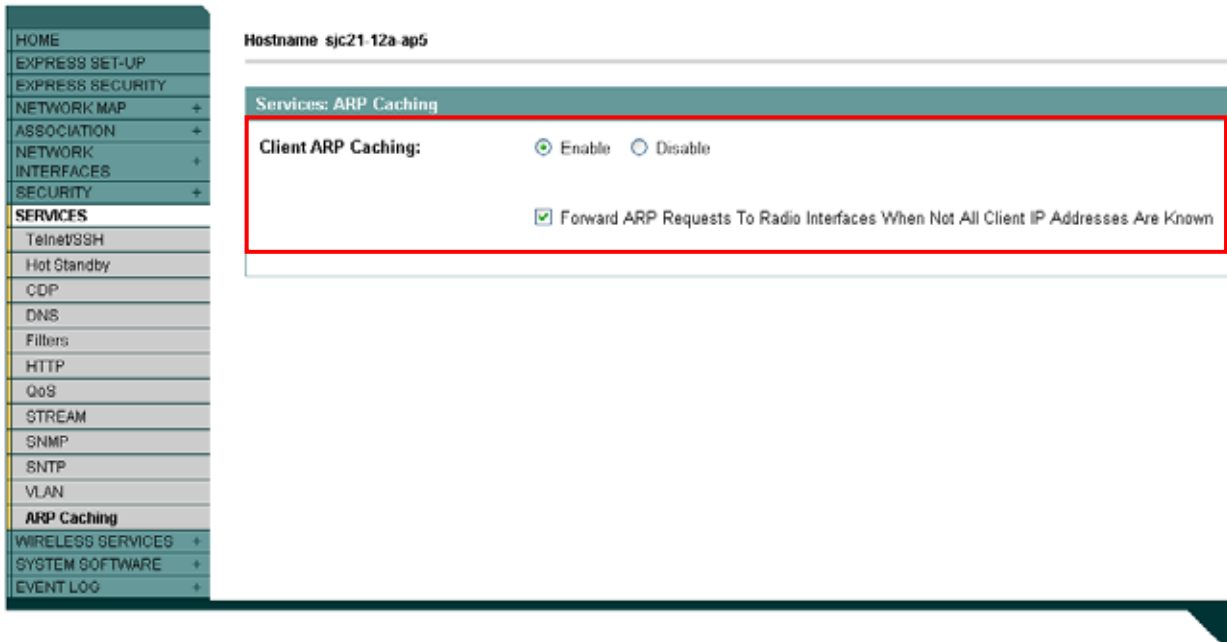 HOME
EXPRESS SET-UP
EXPRESS SECURITY
NETWORK MAP +
ASSOCIATION +
NETWORK
INTERFACES +
SECURITY +
SERVICES
Telnet/SSH
Hot Standby
CDP
DNS
Filters
HTTP
QoS
STREAM
SNMP
SNTP
VLAN
ARP Caching
WIRELESS SERVICES +
SYSTEM SOFTWARE +
EVENT LOG +
Hostname sjc21-12a-ap5
Services: ARP Caching
Client ARP Caching: Enable Disable
Forward ARP Requests To Radio Interfaces When Not All Client IP Addresses Are Known